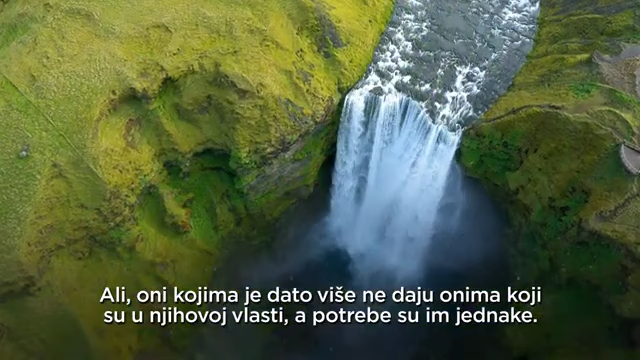 Ali, oni kojima je dato više ne daju onima koji
su u njihovoj vlasti, a potrebe su im jednake.